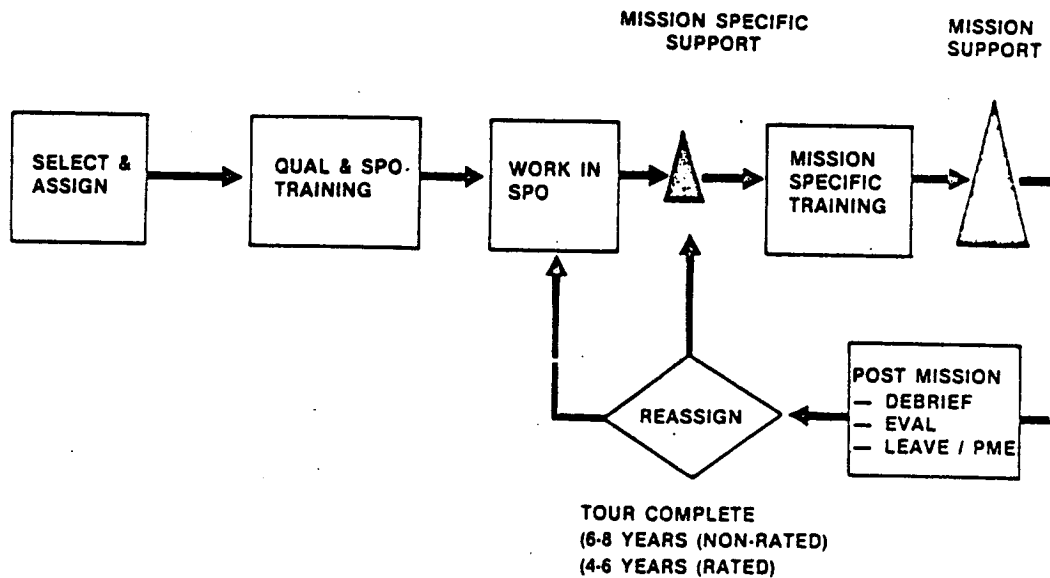 MISSION SPECIFIC
SUPPORT
MISSION
SUPPORT
SELECT &
ASSIGN
QUAL & SPO.
TRAINING
WORK IN
SPO
MISSION
SPECIFIC
TRAINING
REASSIGN
POST MISSION
— DEBRIEF
— EVAL
— LEAVE / PME
TOUR COMPLETE
(6-8 YEARS (NON-RATED)
(4-6 YEARS (RATED)